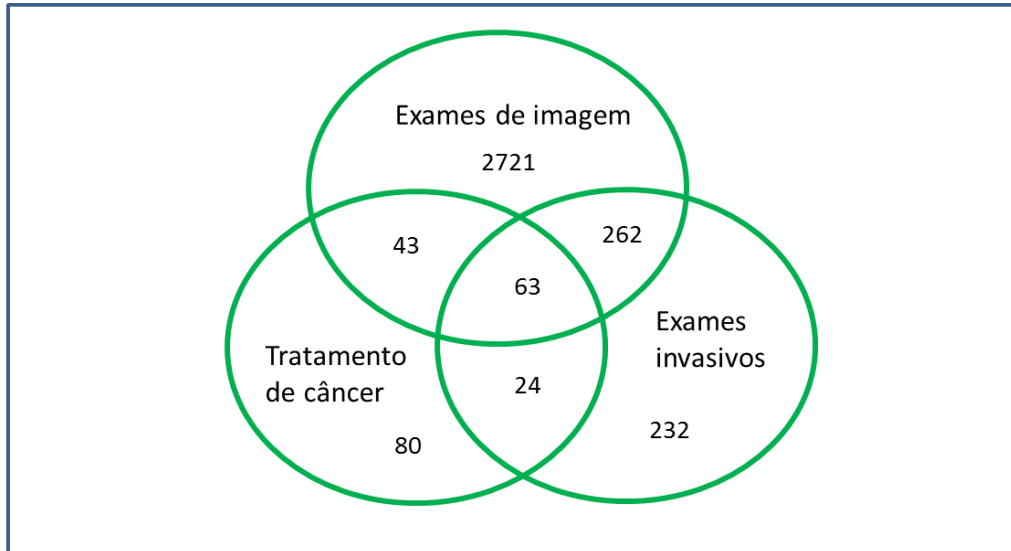 Exames de imagem
2721
43
262
63
Exames
invasivos
Tratamento
de câncer
24
80
232